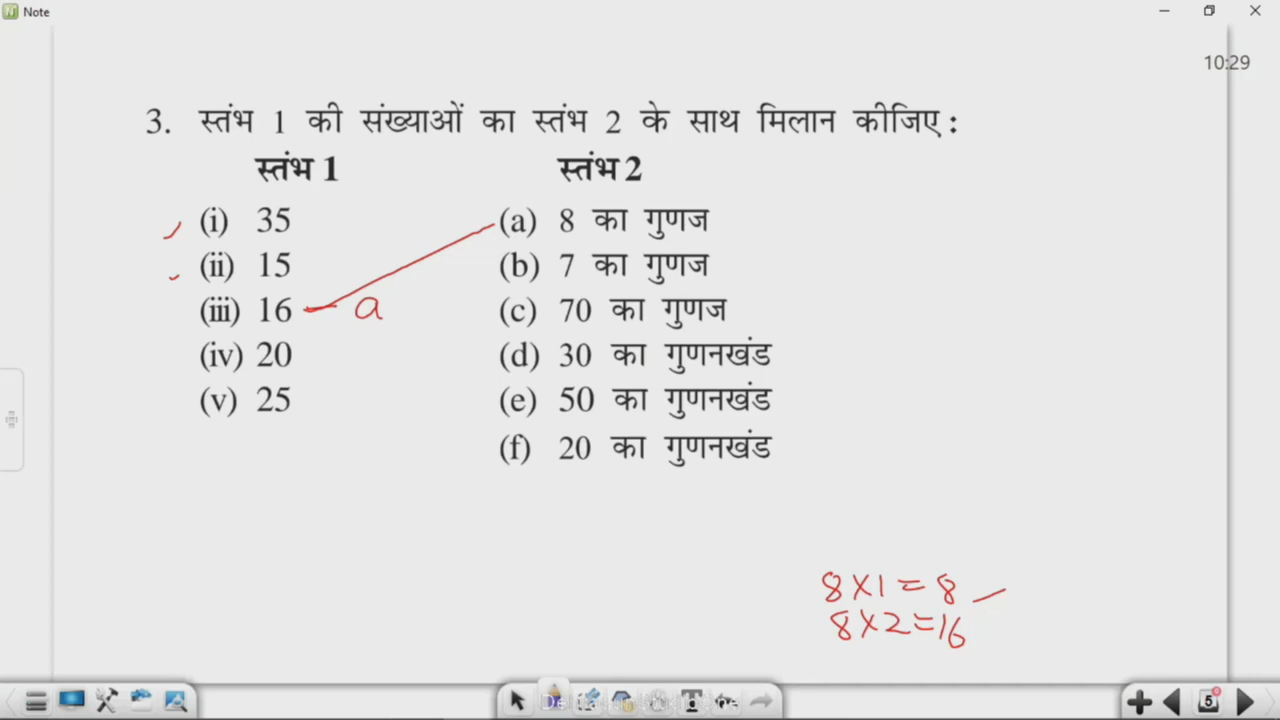 Note
10:29
3. स्तंभ 1 की संख्याओं का स्तंभ 2 के साथ मिलान कीजिए :
स्तंभ 1 स्तंभ 2
(i) 35 (a) 8 का गुणज
(ii) 15 (b) 7 का गुणज
(iii) 16 – a (c) 70 का गुणज
(iv) 20 (d) 30 का गुणनखंड
(v) 25 (e) 50 का गुणनखंड
(f) 20 का गुणनखंड
8×1=8
8×2=16
5